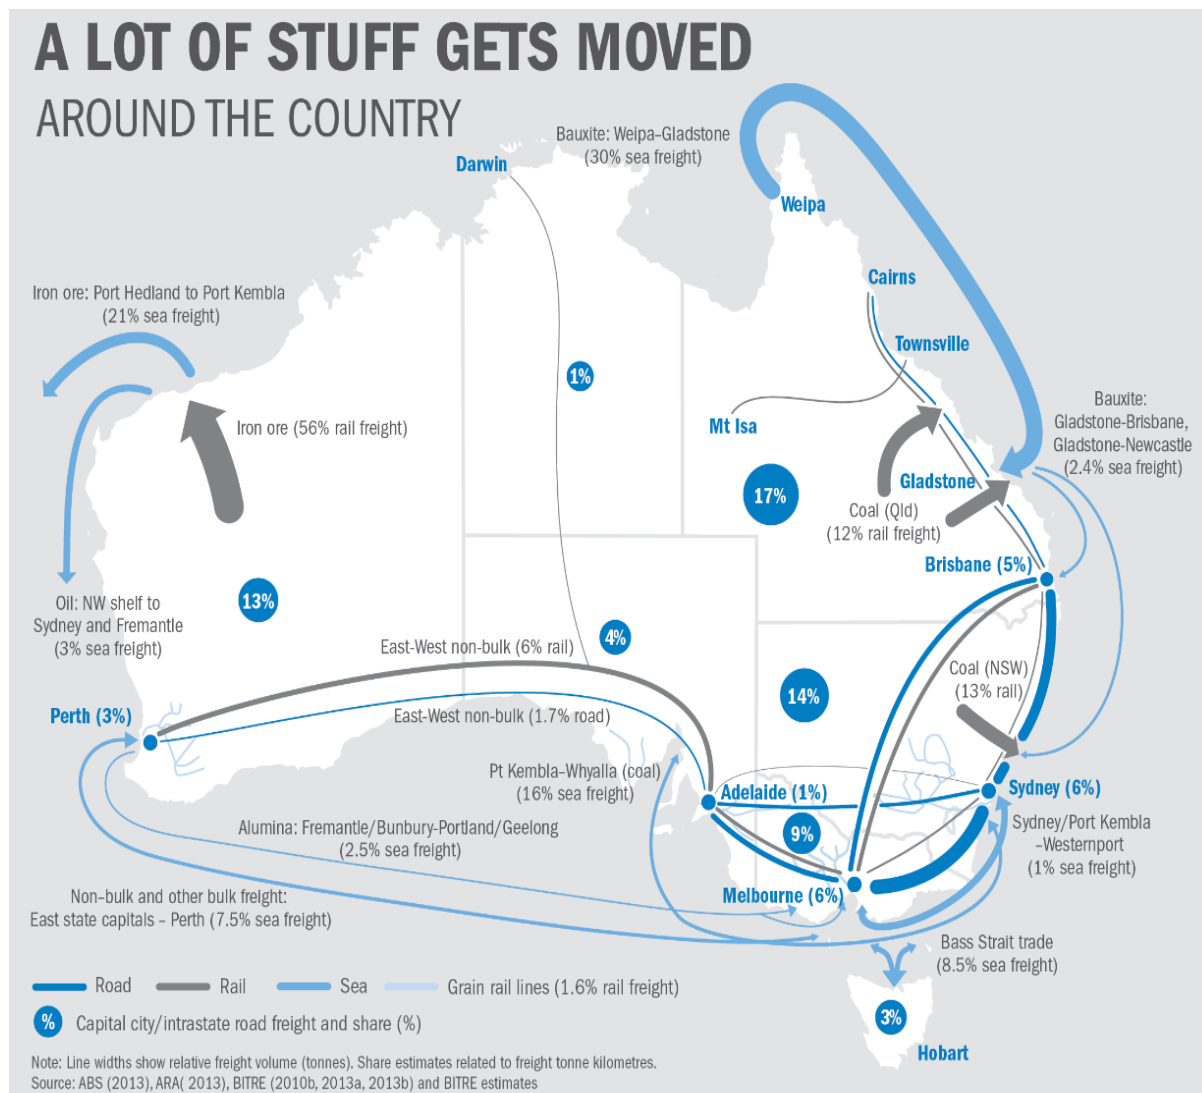 A LOT OF STUFF GETS MOVED
AROUND THE COUNTRY
Bauxite: Weipa–Gladstone
(30% sea freight)
Darwin
Weipa
Cairns
Iron ore: Port Hedland to Port Kembla
(21% sea freight)
Townsville
1%
Bauxite:
Gladstone-Brisbane,
Gladstone-Newcastle
(2.4% sea freight)
Iron ore (56% rail freight)
Mt Isa
17%
Gladstone
Coal (Qld)
(12% rail freight)
Brisbane (5%)
13%
Oil: NW shelf to
Sydney and Fremantle
(3% sea freight)
4%
East-West non-bulk (6% rail)
Coal (NSW)
(13% rail)
14%
Perth (3%)
East-West non-bulk (1.7% road)
Pt Kembla–Whyalla (coal)
(16% sea freight)
Adelaide (1%)
Sydney (6%)
Alumina: Fremantle/Bunbury-Portland/Geelong
(2.5% sea freight)
9%
Sydney/Port Kembla
–Westernport
(1% sea freight)
Non-bulk and other bulk freight:
East state capitals – Perth (7.5% sea freight)
Melbourne (6%)
Bass Strait trade
(8.5% sea freight)
Road
Rail
Sea
Grain rail lines (1.6% rail freight)
3%
% Capital city/intrastate road freight and share (%)
Hobart
Note: Line widths show relative freight volume (tonnes). Share estimates related to freight tonne kilometres.
Source: ABS (2013), ARA( 2013), BITRE (2010b, 2013a, 2013b) and BITRE estimates